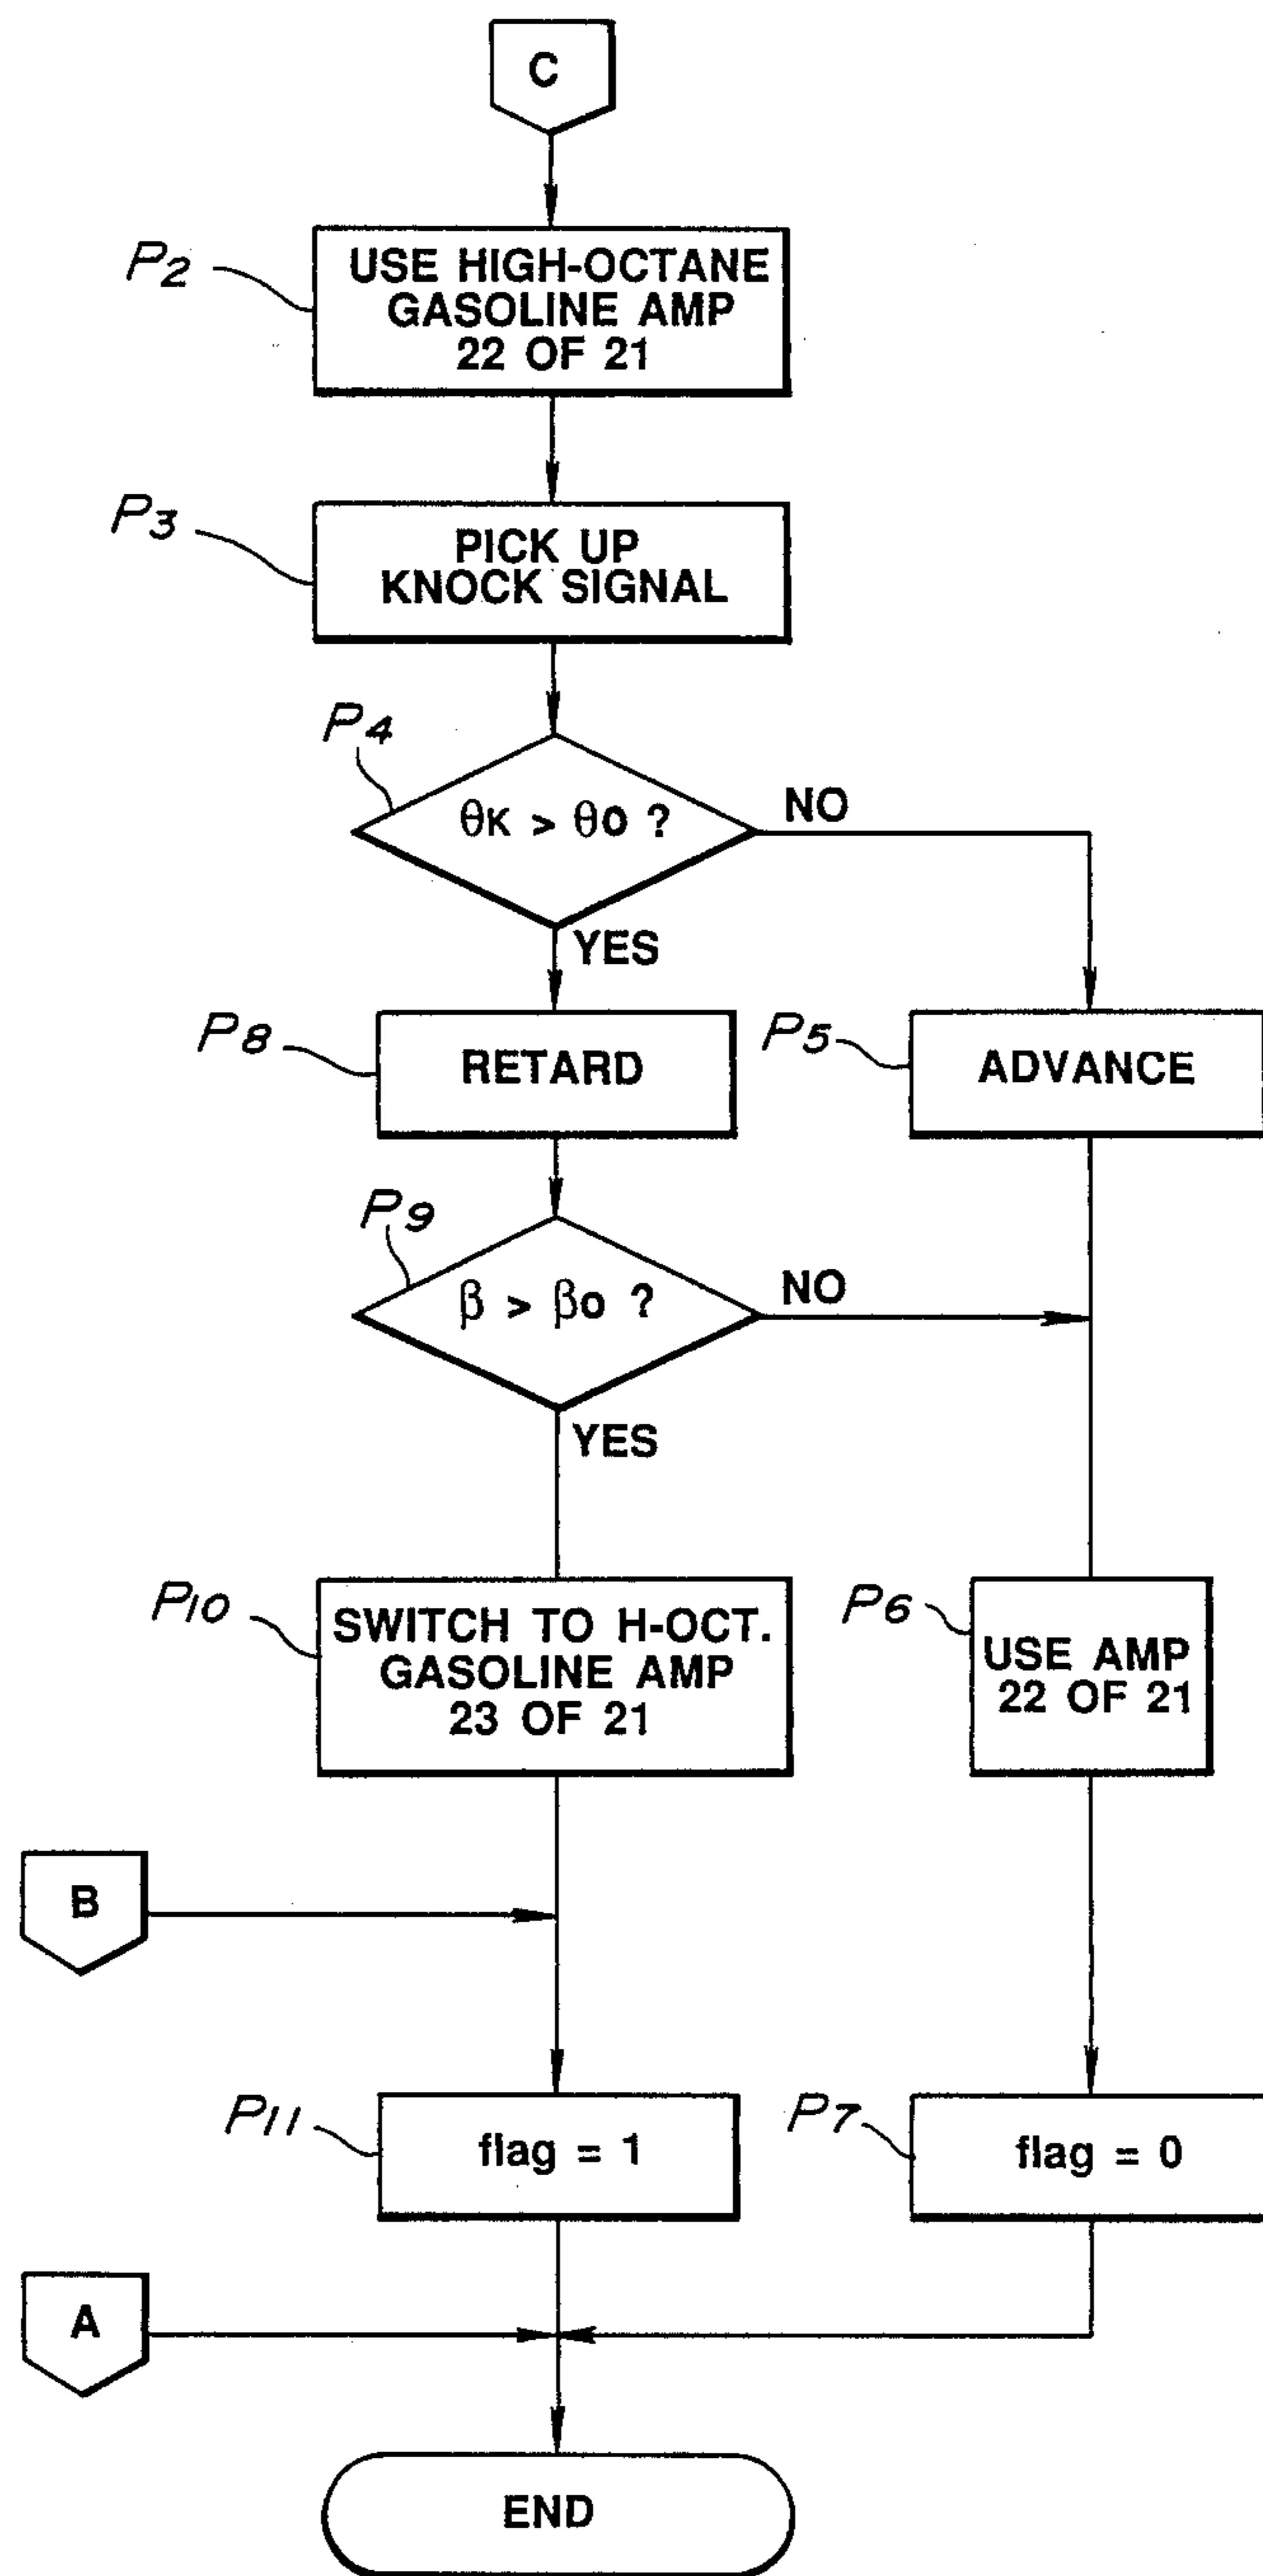 C
P2
USE HIGH-OCTANE
GASOLINE AMP
22 OF 21
P3
PICK UP
KNOCK SIGNAL
P4
θK > θO ?
NO
YES
P8
RETARD
P5
ADVANCE
P9
β > βO ?
NO
YES
P10
SWITCH TO H-OCT.
GASOLINE AMP
23 OF 21
P6
USE AMP
22 OF 21
B
P11
flag = 1
P7
flag = 0
A
END